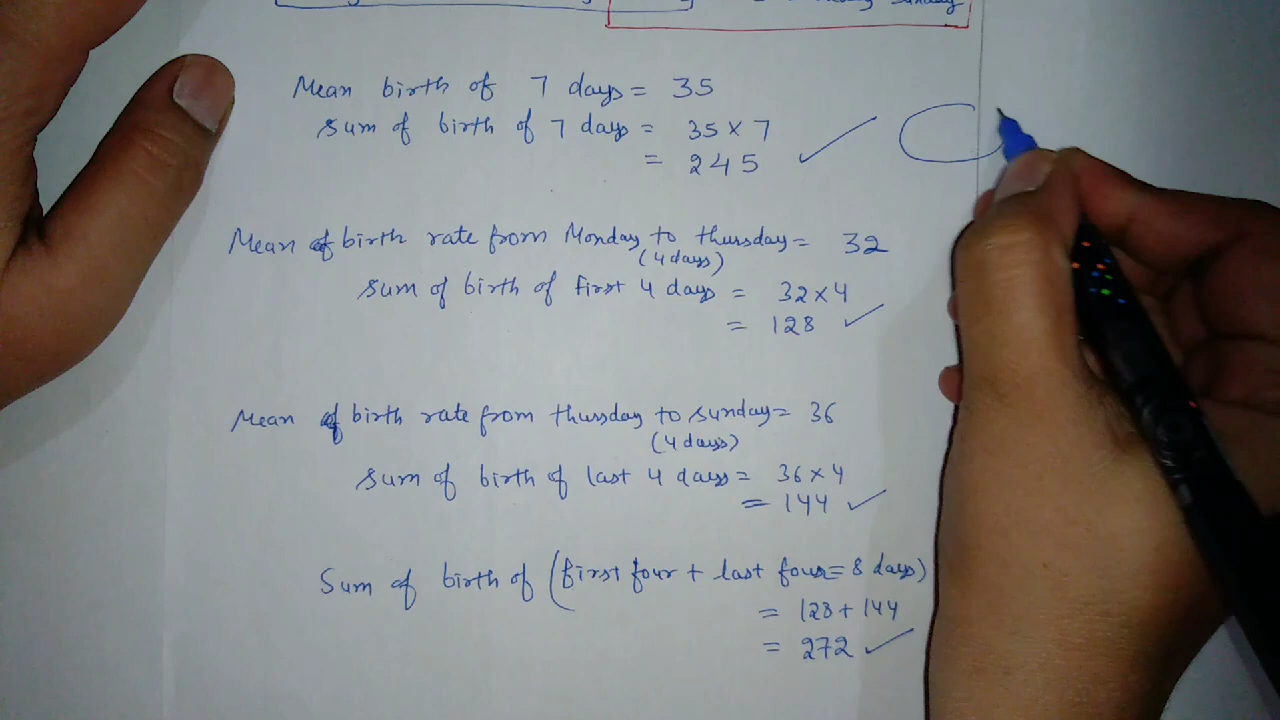 Sunday
Mean birth of 7 days = 35
Sum of birth of 7 days = 35 × 7
= 245
Mean of birth rate from Monday to thursday = 32
(4 days)
Sum of birth of first 4 days = 32×4
= 128
Mean of birth rate from thursday to sunday = 36
(4 days)
Sum of birth of last 4 days = 36×4
= 144
Sum of birth of (first four + last four = 8 days)
= 128 + 144
= 272